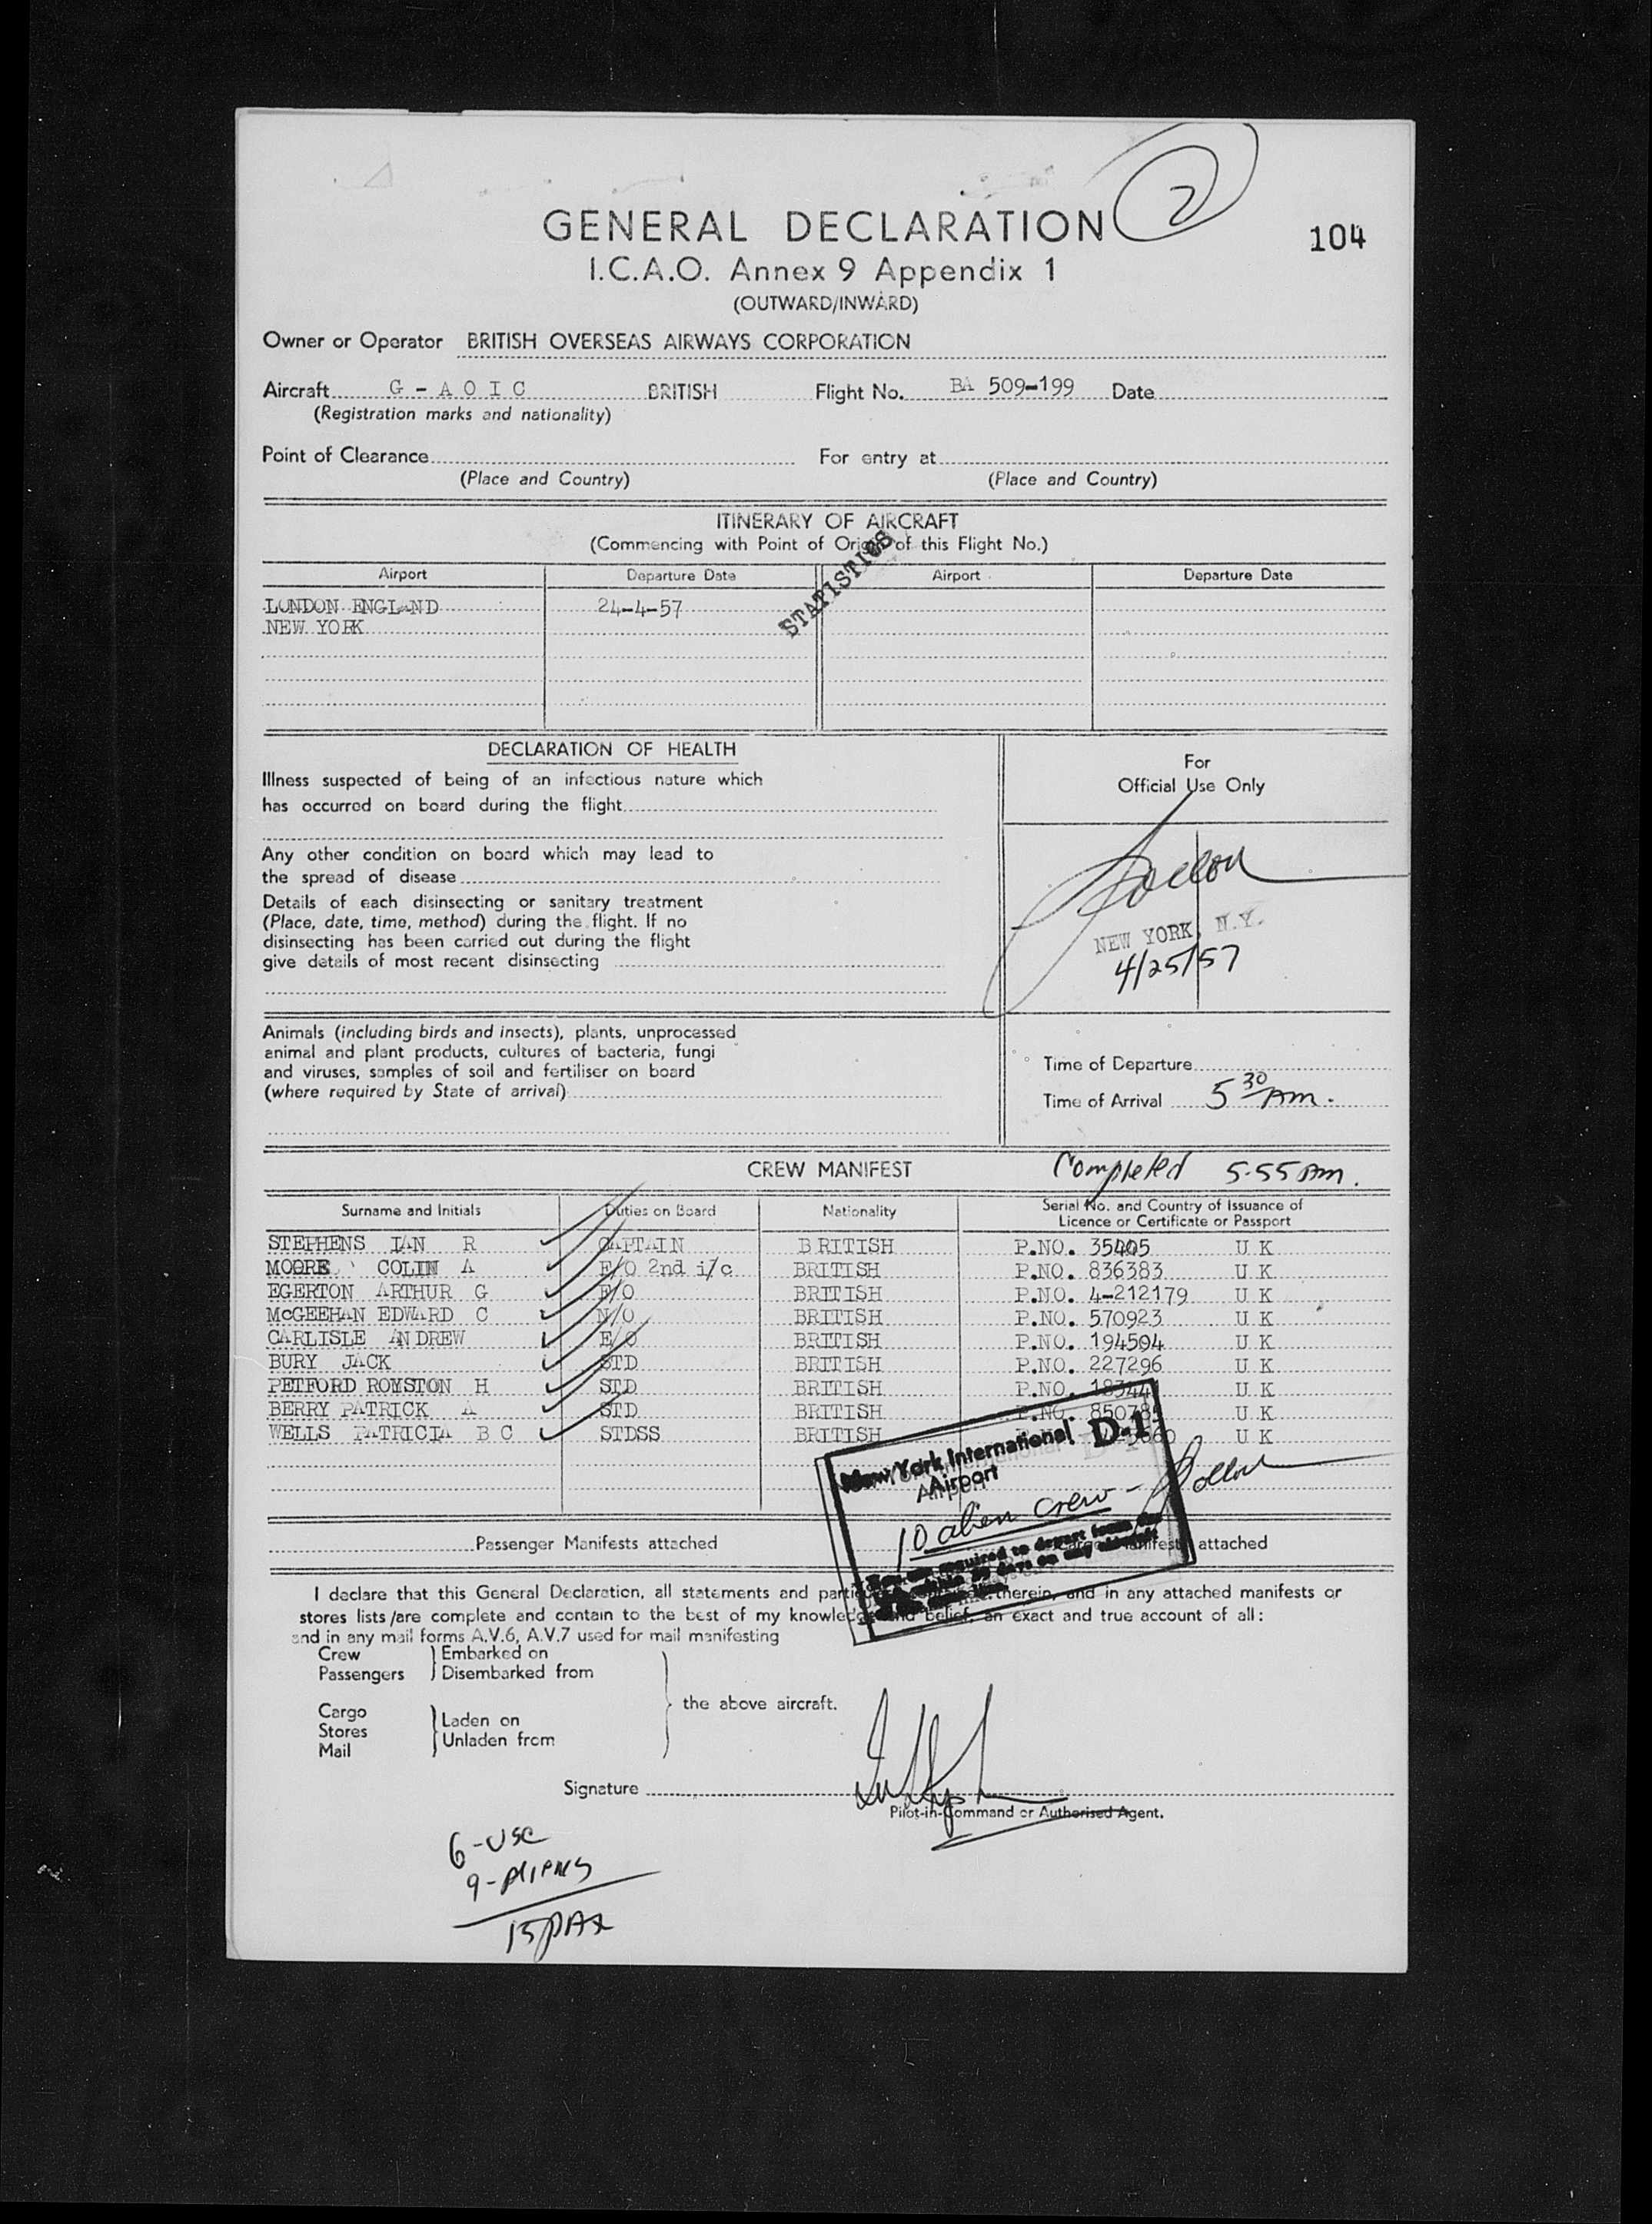 2
GENERAL DECLARATION
104
I.C.A.O. Annex 9 Appendix 1
(OUTWARD/INWARD)
Owner or Operator BRITISH OVERSEAS AIRWAYS CORPORATION
Aircraft G - A O I C BRITISH Flight No. BA 509-199 Date
(Registration marks and nationality)
Point of Clearance For entry at
(Place and Country) (Place and Country)
ITINERARY OF AIRCRAFT
(Commencing with Point of Origin of this Flight No.)
STATISTICS
Airport Departure Date Airport Departure Date
LONDON ENGLAND 24-4-57
NEW YORK
DECLARATION OF HEALTH
Illness suspected of being of an infectious nature which
has occurred on board during the flight
Any other condition on board which may lead to
the spread of disease
Details of each disinsecting or sanitary treatment
(Place, date, time, method) during the flight. If no
disinsecting has been carried out during the flight
give details of most recent disinsecting
For
Official Use Only
NEW YORK, N.Y.
4/25/57
Animals (including birds and insects), plants, unprocessed
animal and plant products, cultures of bacteria, fungi
and viruses, samples of soil and fertiliser on board
(where required by State of arrival)
Time of Departure
Time of Arrival 5 30 Am.
CREW MANIFEST Completed 5.55 Am.
Surname and Initials Duties on Board Nationality Serial No. and Country of Issuance of
Licence or Certificate or Passport
STEPHENS IAN R CAPTAIN BRITISH P.NO. 35405 U K
MOORE COLIN A F/O 2nd i/c BRITISH P.NO. 836383 U K
EGERTON ARTHUR G F/O BRITISH P.NO. 4-212179 U K
McGEEHAN EDWARD C N/O BRITISH P.NO. 570923 U K
CARLISLE ANDREW E/O BRITISH P.NO. 194504 U K
BURY JACK STD BRITISH P.NO. 227296 U K
PETFORD ROYSTON H STD BRITISH P.NO. U K
BERRY PATRICK A STD BRITISH P.NO. U K
WELLS PATRICIA B C STDSS BRITISH U K
New York International D-1
Airport
10 alien crew -
Passenger Manifests attached Cargo Manifests attached
I declare that this General Declaration, all statements and particulars therein, and in any attached manifests or
stores lists/are complete and contain to the best of my knowledge and belief, an exact and true account of all:
and in any mail forms A.V.6, A.V.7 used for mail manifesting
Crew Embarked on
Passengers Disembarked from
the above aircraft.
Cargo Laden on
Stores Unladen from
Mail
Signature
Pilot-in-Command or Authorised Agent.
6-USC
9-Aliens
15 PAX